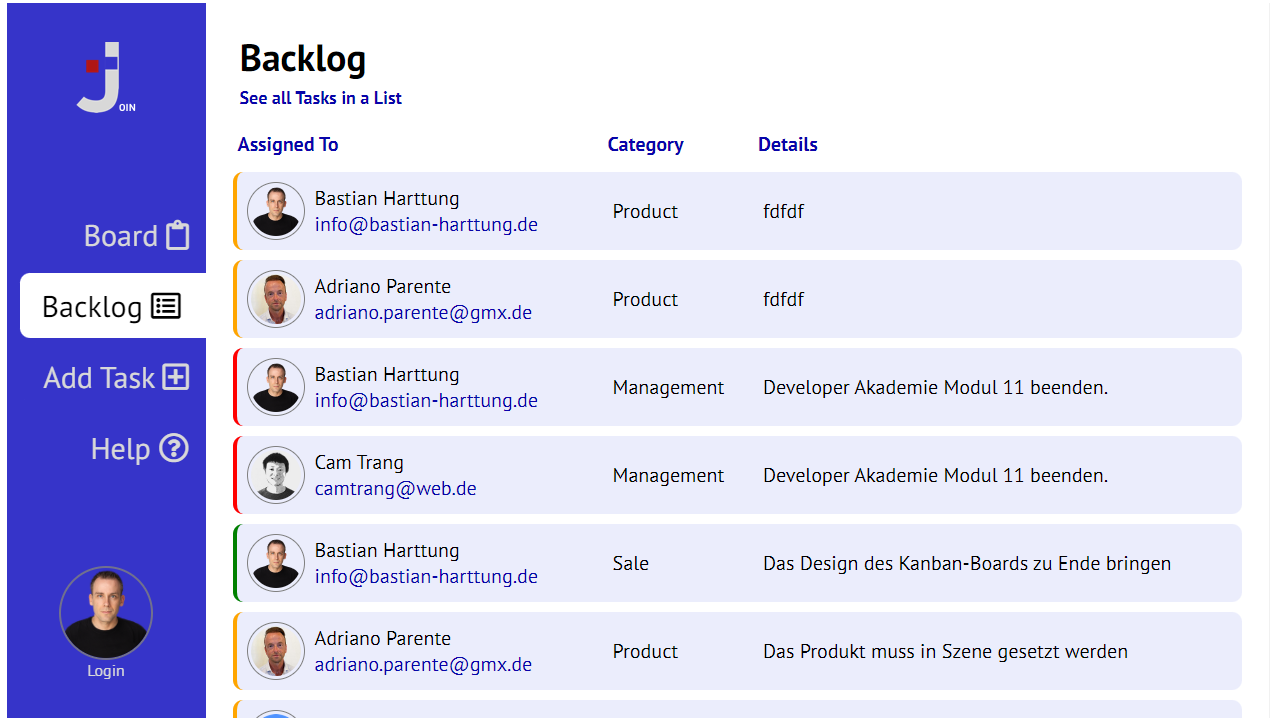 JOIN
Backlog
See all Tasks in a List
Assigned To Category Details
Board
Backlog
Add Task
Help
Login
Bastian Harttung
info@bastian-harttung.de
Product
fdfdf
Adriano Parente
adriano.parente@gmx.de
Product
fdfdf
Bastian Harttung
info@bastian-harttung.de
Management
Developer Akademie Modul 11 beenden.
Cam Trang
camtrang@web.de
Management
Developer Akademie Modul 11 beenden.
Bastian Harttung
info@bastian-harttung.de
Sale
Das Design des Kanban-Boards zu Ende bringen
Adriano Parente
adriano.parente@gmx.de
Product
Das Produkt muss in Szene gesetzt werden